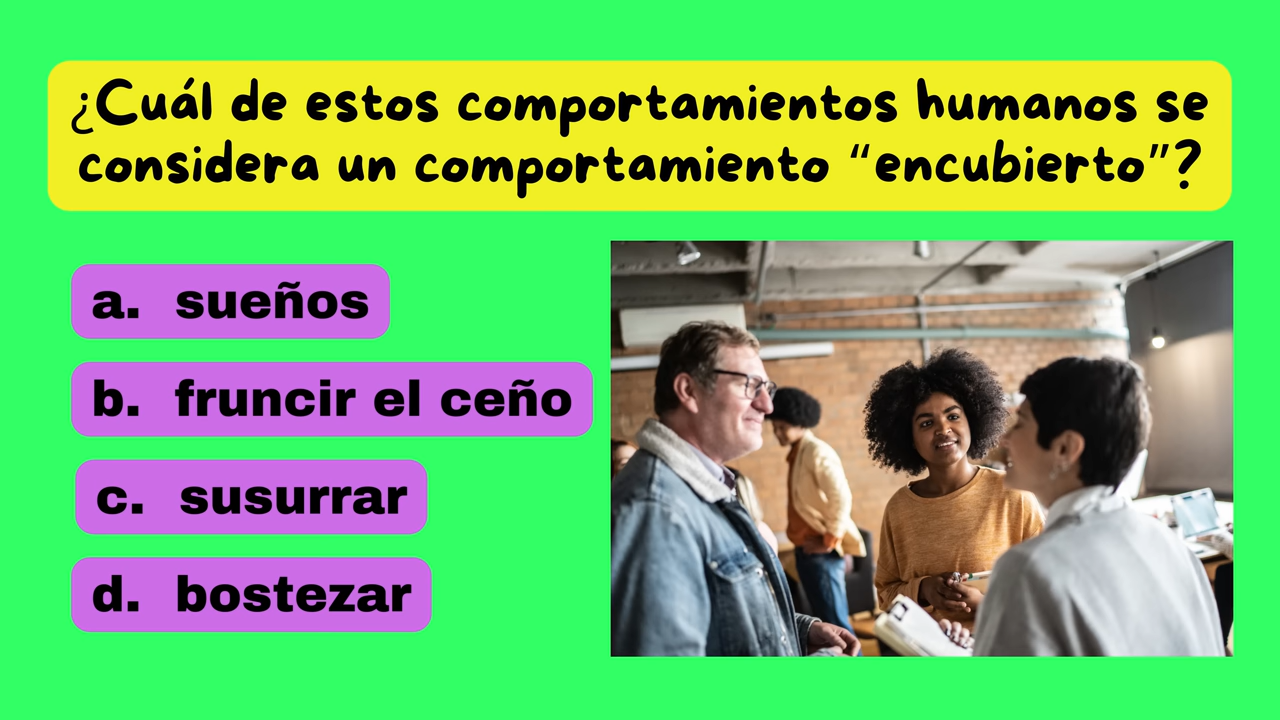 ¿Cuál de estos comportamientos humanos se
considera un comportamiento “encubierto”?
a. sueños
b. fruncir el ceño
c. susurrar
d. bostezar